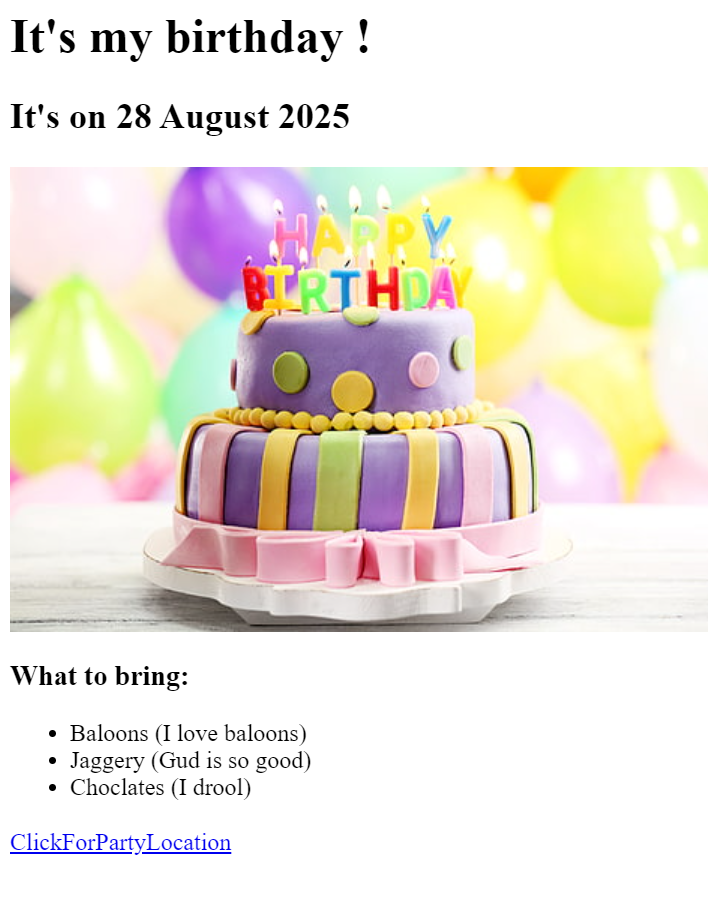 It's my birthday !
It's on 28 August 2025
HAPPY
BIRTHDAY
What to bring:
Baloons (I love baloons)
Jaggery (Gud is so good)
Choclates (I drool)
ClickForPartyLocation